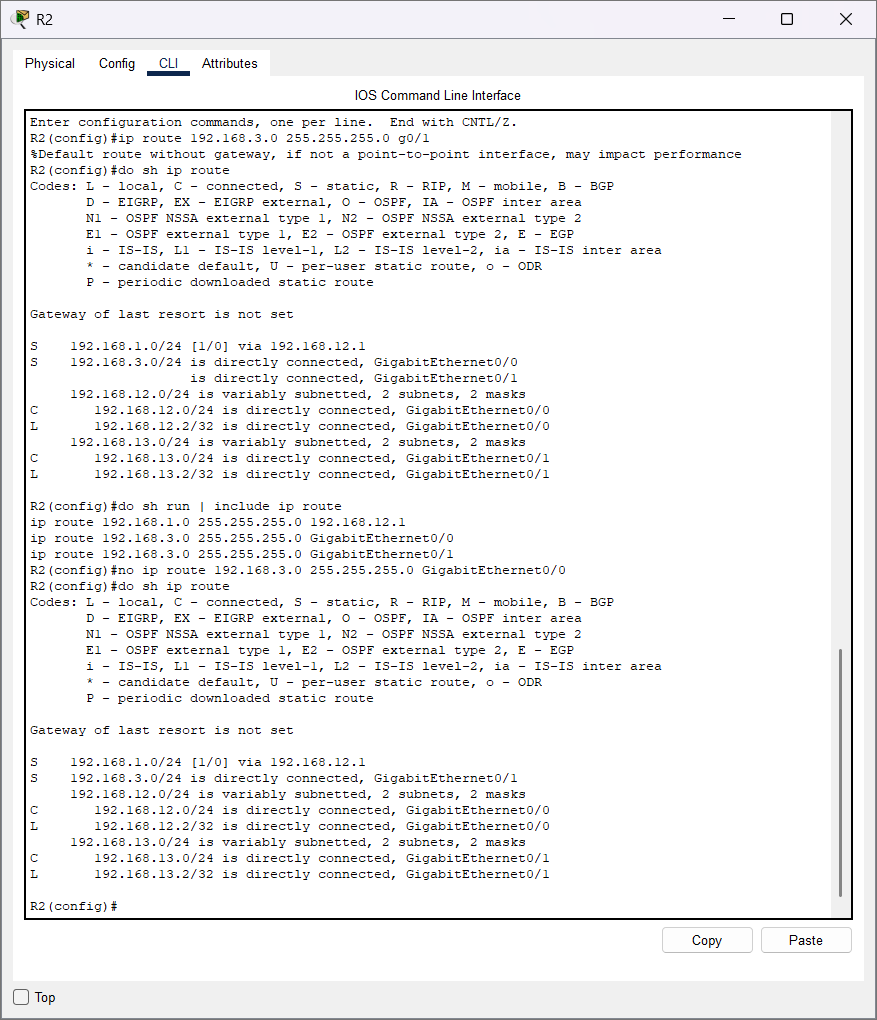 R2
Physical Config CLI Attributes
IOS Command Line Interface
Enter configuration commands, one per line.  End with CNTL/Z.
R2(config)#ip route 192.168.3.0 255.255.255.0 g0/1
%Default route without gateway, if not a point-to-point interface, may impact performance
R2(config)#do sh ip route
Codes: L - local, C - connected, S - static, R - RIP, M - mobile, B - BGP
       D - EIGRP, EX - EIGRP external, O - OSPF, IA - OSPF inter area
       N1 - OSPF NSSA external type 1, N2 - OSPF NSSA external type 2
       E1 - OSPF external type 1, E2 - OSPF external type 2, E - EGP
       i - IS-IS, L1 - IS-IS level-1, L2 - IS-IS level-2, ia - IS-IS inter area
       * - candidate default, U - per-user static route, o - ODR
       P - periodic downloaded static route
Gateway of last resort is not set
S    192.168.1.0/24 [1/0] via 192.168.12.1
S    192.168.3.0/24 is directly connected, GigabitEthernet0/0
                    is directly connected, GigabitEthernet0/1
     192.168.12.0/24 is variably subnetted, 2 subnets, 2 masks
C       192.168.12.0/24 is directly connected, GigabitEthernet0/0
L       192.168.12.2/32 is directly connected, GigabitEthernet0/0
     192.168.13.0/24 is variably subnetted, 2 subnets, 2 masks
C       192.168.13.0/24 is directly connected, GigabitEthernet0/1
L       192.168.13.2/32 is directly connected, GigabitEthernet0/1
R2(config)#do sh run | include ip route
ip route 192.168.1.0 255.255.255.0 192.168.12.1
ip route 192.168.3.0 255.255.255.0 GigabitEthernet0/0
ip route 192.168.3.0 255.255.255.0 GigabitEthernet0/1
R2(config)#no ip route 192.168.3.0 255.255.255.0 GigabitEthernet0/0
R2(config)#do sh ip route
Codes: L - local, C - connected, S - static, R - RIP, M - mobile, B - BGP
       D - EIGRP, EX - EIGRP external, O - OSPF, IA - OSPF inter area
       N1 - OSPF NSSA external type 1, N2 - OSPF NSSA external type 2
       E1 - OSPF external type 1, E2 - OSPF external type 2, E - EGP
       i - IS-IS, L1 - IS-IS level-1, L2 - IS-IS level-2, ia - IS-IS inter area
       * - candidate default, U - per-user static route, o - ODR
       P - periodic downloaded static route
Gateway of last resort is not set
S    192.168.1.0/24 [1/0] via 192.168.12.1
S    192.168.3.0/24 is directly connected, GigabitEthernet0/1
     192.168.12.0/24 is variably subnetted, 2 subnets, 2 masks
C       192.168.12.0/24 is directly connected, GigabitEthernet0/0
L       192.168.12.2/32 is directly connected, GigabitEthernet0/0
     192.168.13.0/24 is variably subnetted, 2 subnets, 2 masks
C       192.168.13.0/24 is directly connected, GigabitEthernet0/1
L       192.168.13.2/32 is directly connected, GigabitEthernet0/1
R2(config)#
Copy Paste
Top